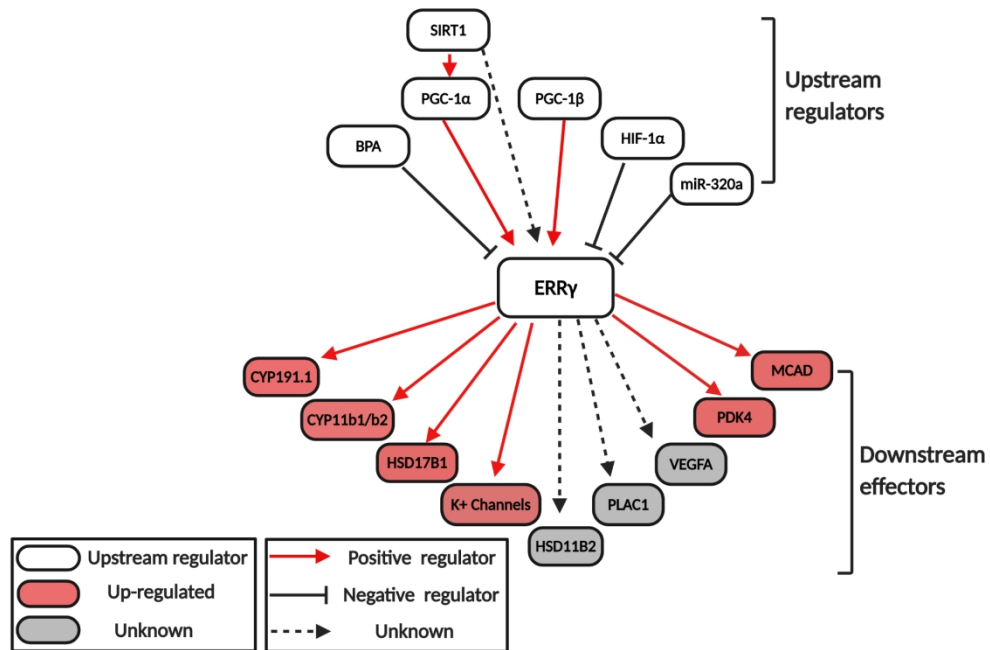 SIRT1
PGC-1α
PGC-1β
BPA
HIF-1α
miR-320a
Upstream
regulators
ERRγ
CYP191.1
CYP11b1/b2
HSD17B1
K+ Channels
HSD11B2
PLAC1
VEGFA
PDK4
MCAD
Downstream
effectors
Upstream regulator
Up-regulated
Unknown
Positive regulator
Negative regulator
Unknown